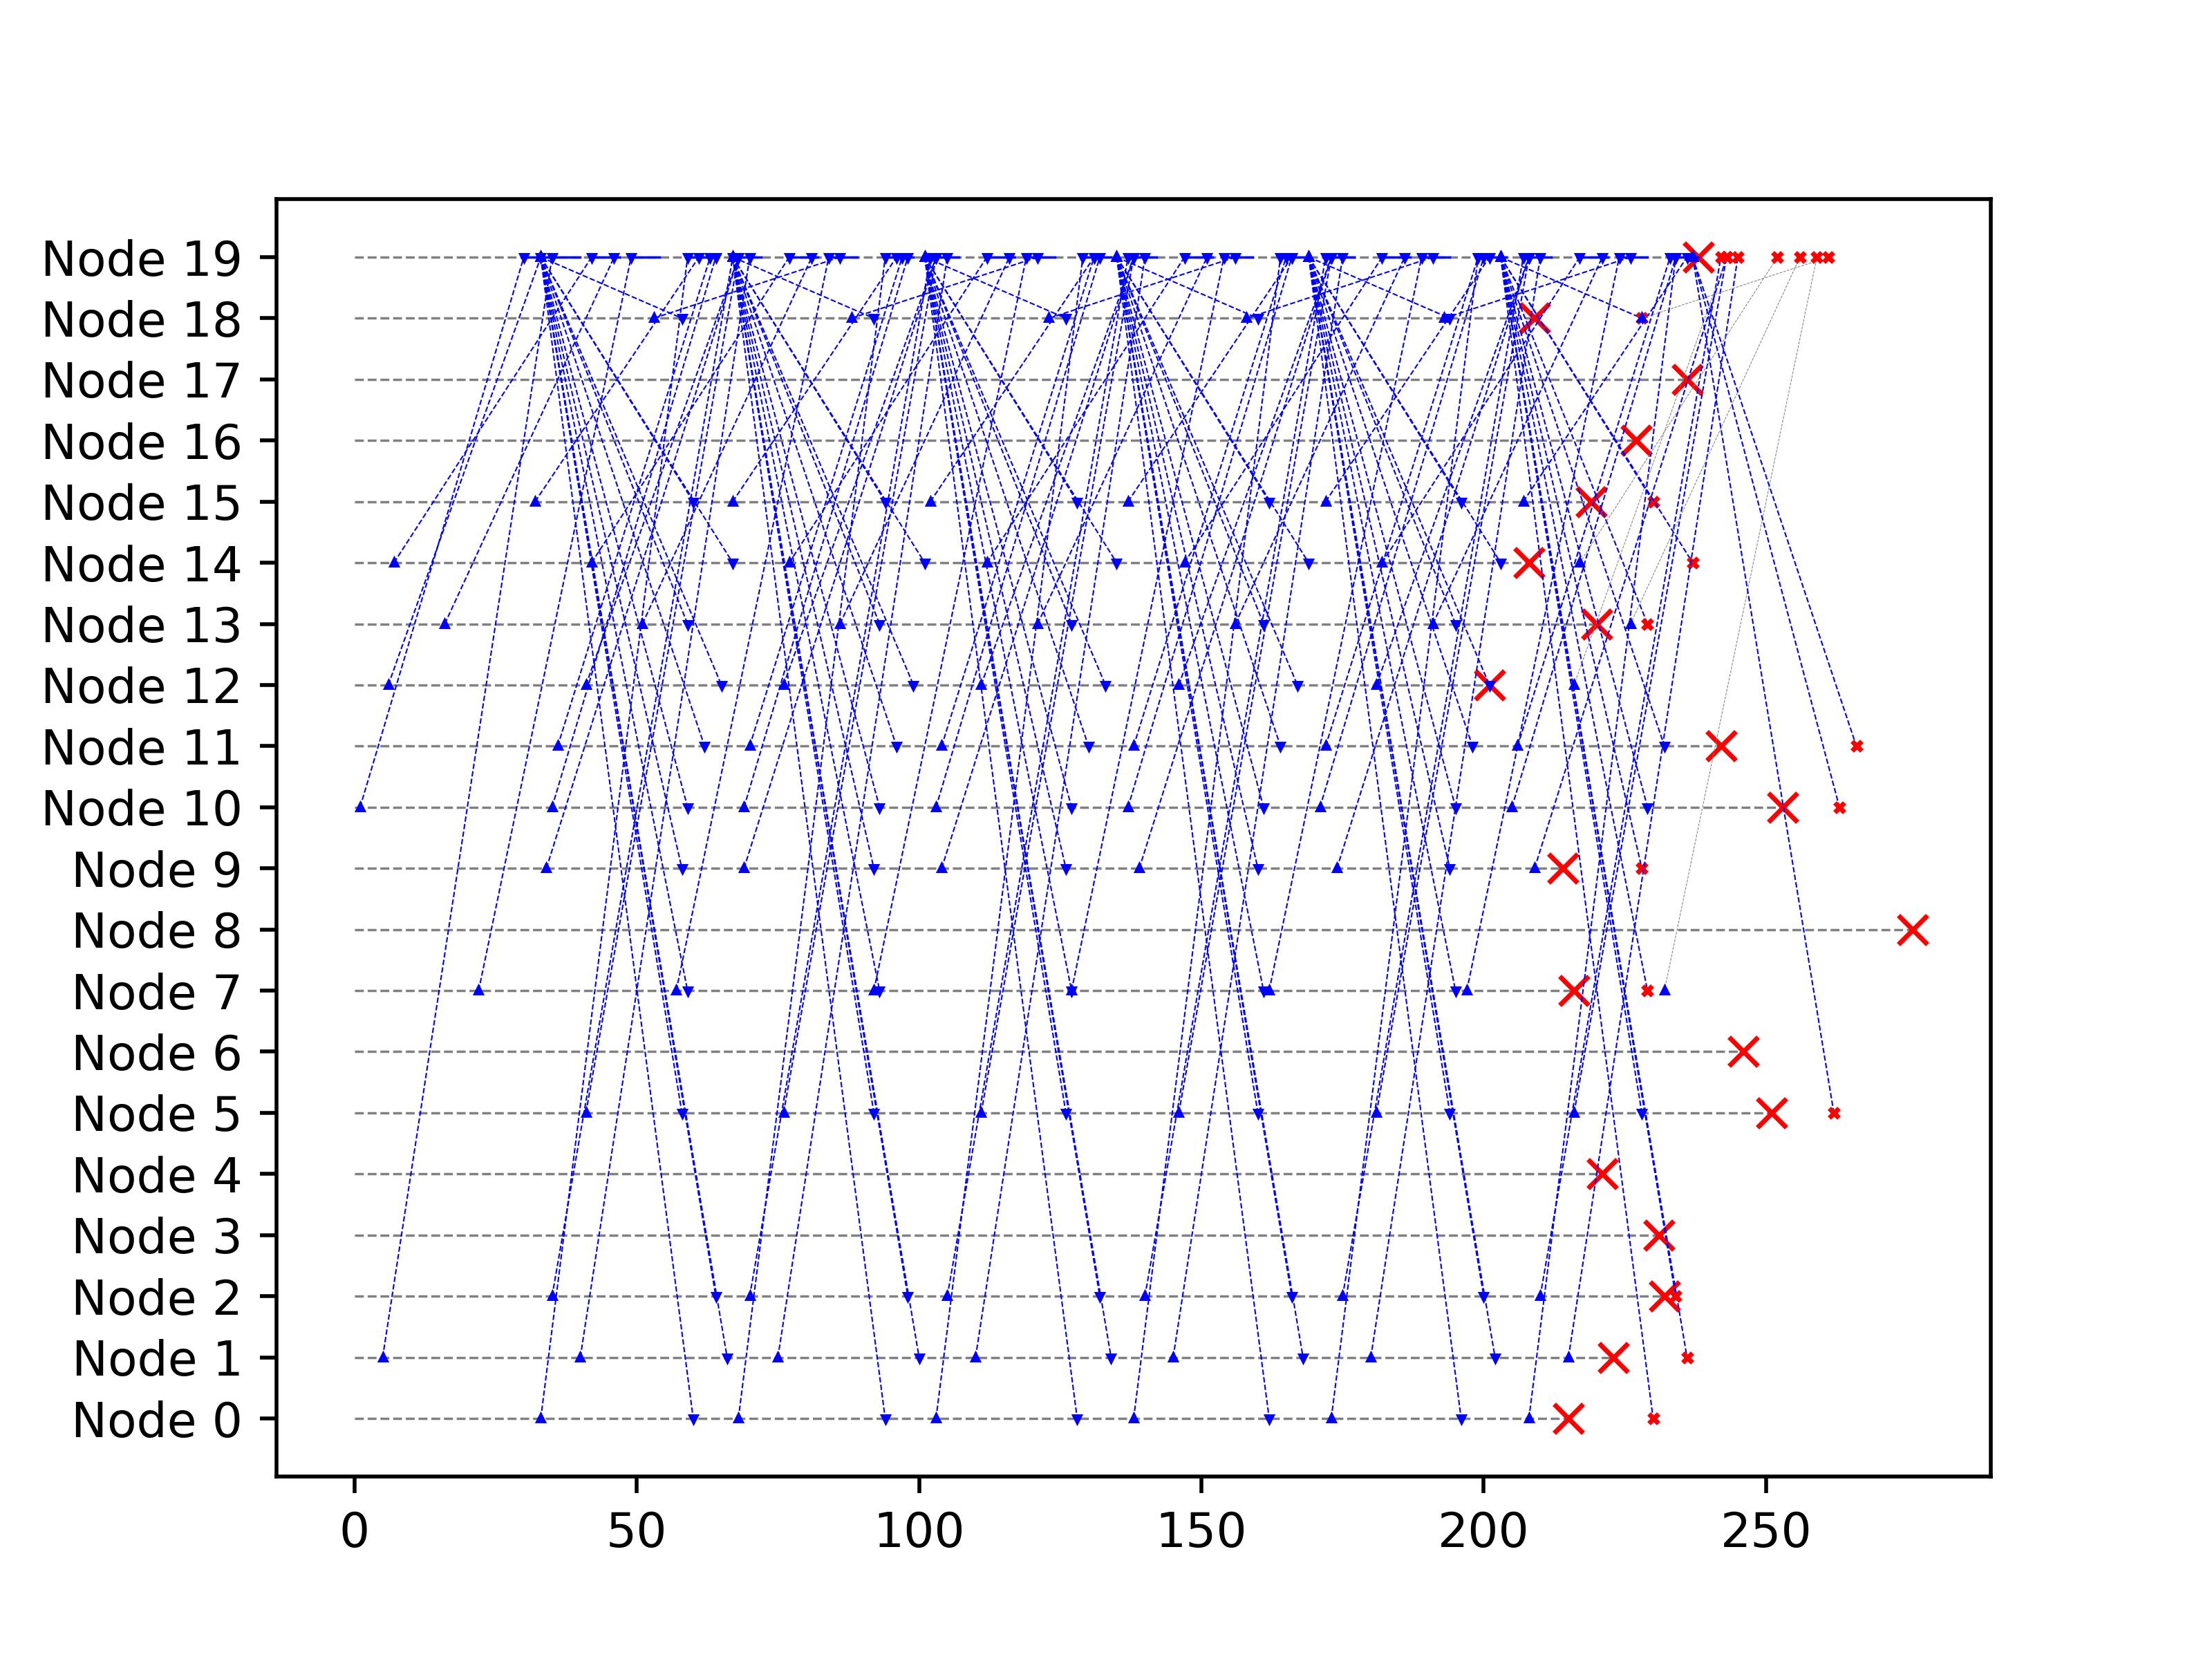 Node 19
Node 18
Node 17
Node 16
Node 15
Node 14
Node 13
Node 12
Node 11
Node 10
Node 9
Node 8
Node 7
Node 6
Node 5
Node 4
Node 3
Node 2
Node 1
Node 0
0 50 100 150 200 250